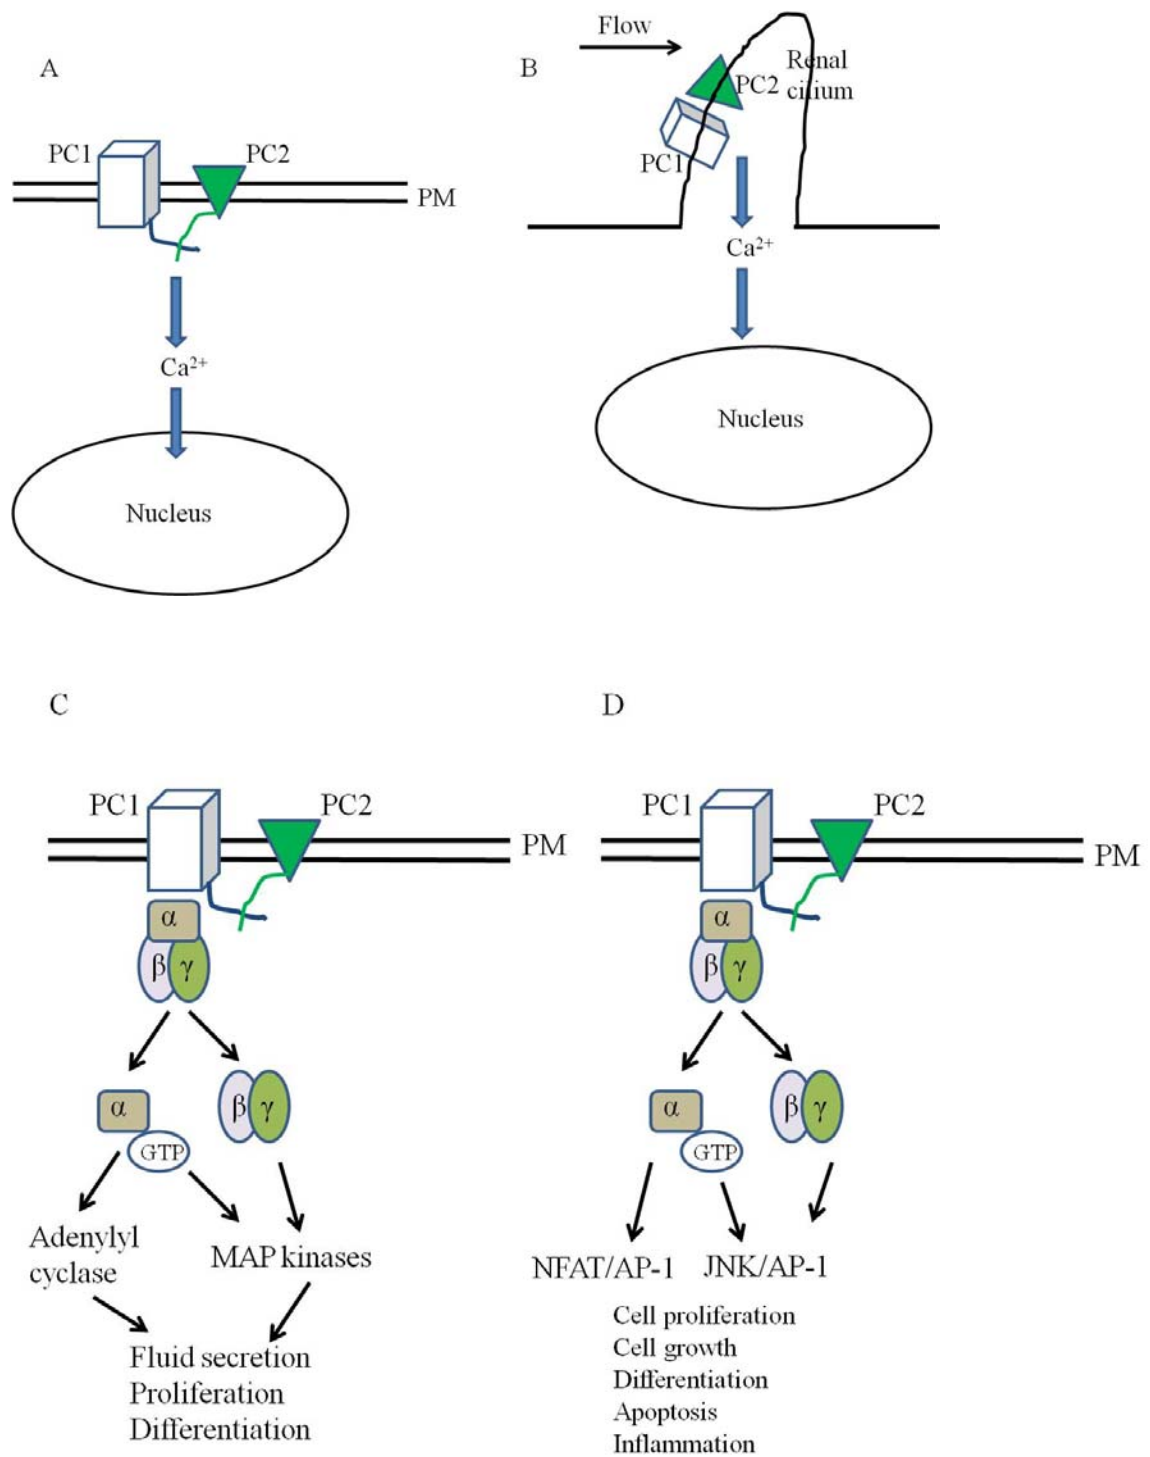 A
PC1
PC2
PM
Ca²⁺
Nucleus
B
Flow
Renal
cilium
PC2
PC1
Ca²⁺
Nucleus
C
PC1
PC2
PM
α
β γ
α
GTP
β γ
Adenylyl
cyclase
MAP kinases
Fluid secretion
Proliferation
Differentiation
D
PC1
PC2
PM
α
β γ
α
GTP
β γ
NFAT/AP-1
JNK/AP-1
Cell proliferation
Cell growth
Differentiation
Apoptosis
Inflammation